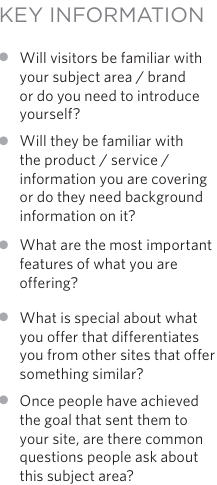 KEY INFORMATION
Will visitors be familiar with
your subject area / brand
or do you need to introduce
yourself?
Will they be familiar with
the product / service /
information you are covering
or do they need background
information on it?
What are the most important
features of what you are
offering?
What is special about what
you offer that differentiates
you from other sites that offer
something similar?
Once people have achieved
the goal that sent them to
your site, are there common
questions people ask about
this subject area?